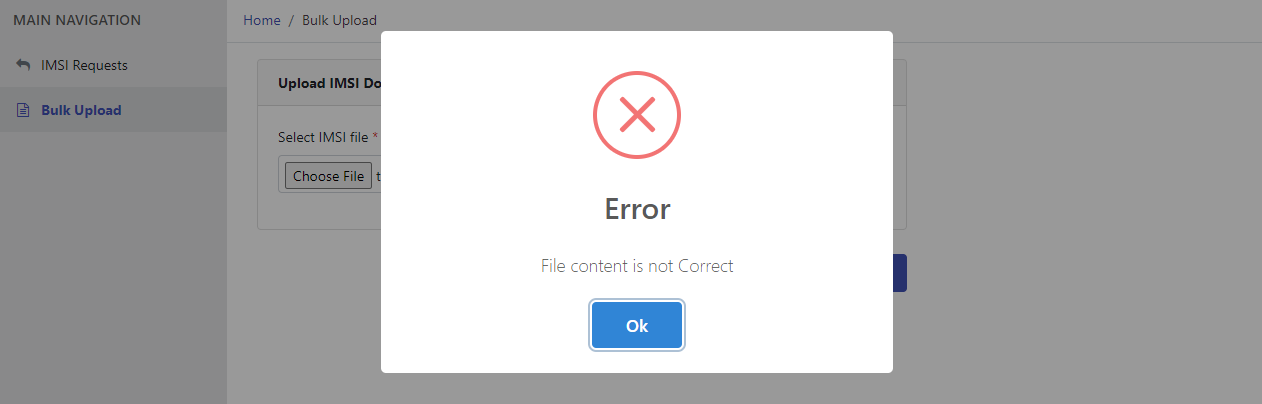 MAIN NAVIGATION
Home / Bulk Upload
IMSI Requests
Bulk Upload
Upload IMSI
Select IMSI file *
Choose File
Error
File content is not Correct
Ok